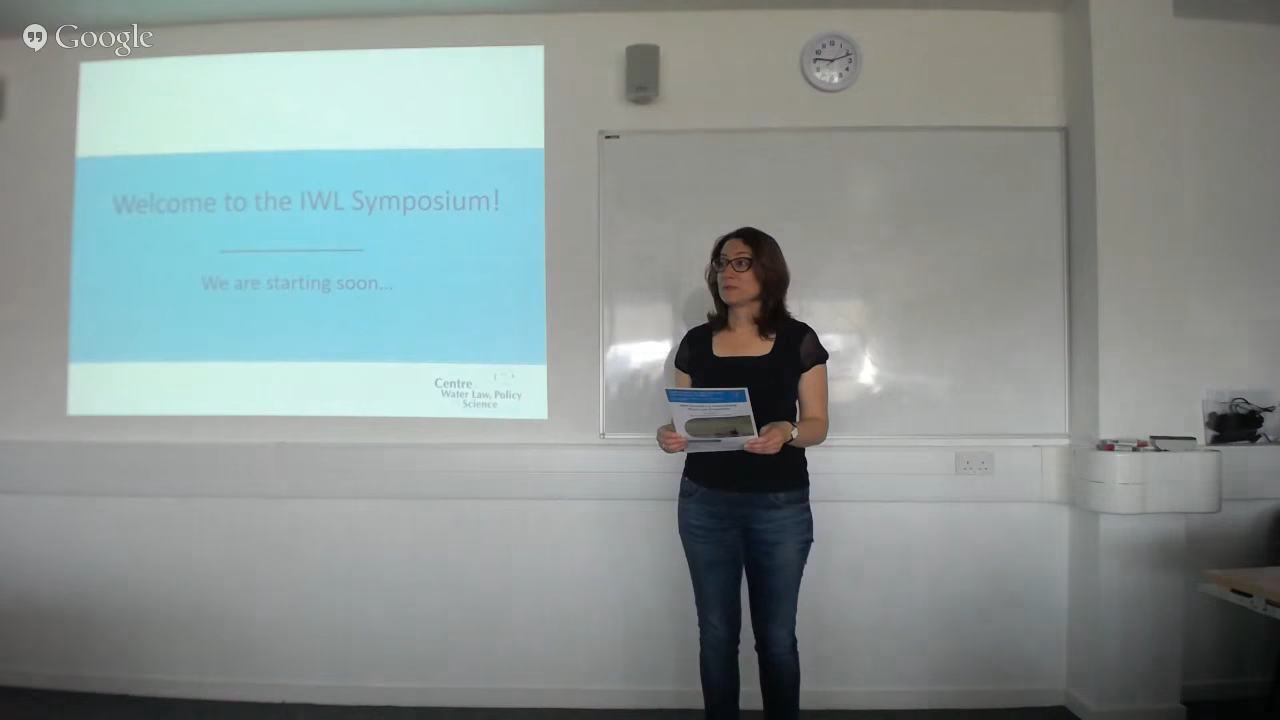 Google
Welcome to the IWL Symposium!
We are starting soon...
Centre
Water Law, Policy
Science